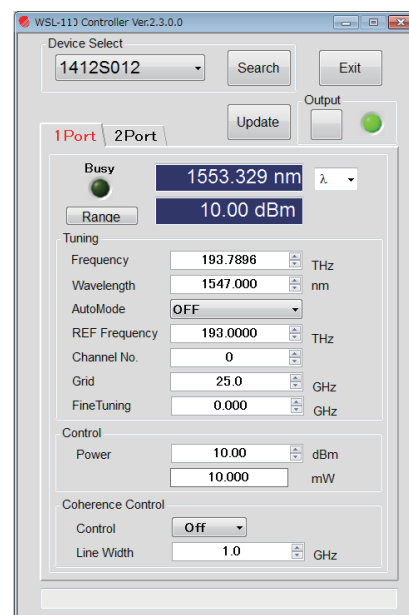 WSL-110 Controller Ver.2.3.0.0
Device Select
1412S012 Search Exit
Output
Update
1Port 2Port
Busy
1553.329 nm λ
Range 10.00 dBm
Tuning
Frequency 193.7896 THz
Wavelength 1547.000 nm
AutoMode OFF
REF Frequency 193.0000 THz
Channel No. 0
Grid 25.0 GHz
FineTuning 0.000 GHz
Control
Power 10.00 dBm
10.000 mW
Coherence Control
Control Off
Line Width 1.0 GHz